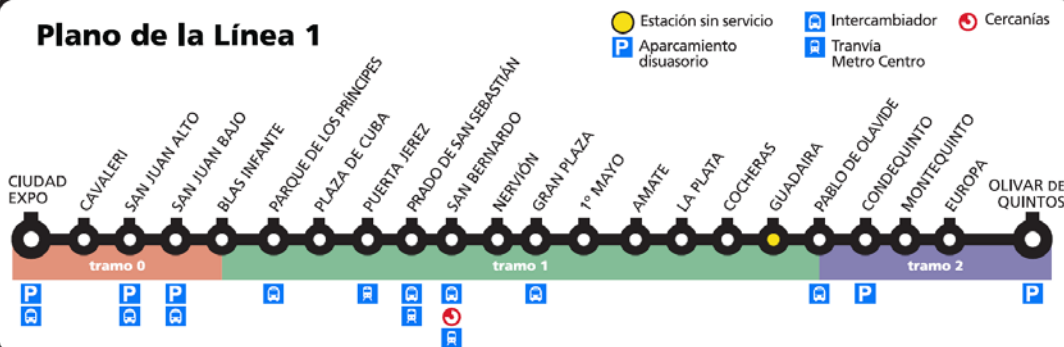 Plano de la Línea 1
Estación sin servicio
P Aparcamiento
disuasorio
Intercambiador
Tranvía
Metro Centro
Cercanías
CIUDAD
EXPO
CAVALERI
SAN JUAN ALTO
SAN JUAN BAJO
BLAS INFANTE
PARQUE DE LOS PRÍNCIPES
PLAZA DE CUBA
PUERTA JEREZ
PRADO DE SAN SEBASTIÁN
SAN BERNARDO
NERVIÓN
GRAN PLAZA
1º MAYO
AMATE
LA PLATA
COCHERAS
GUADAIRA
PABLO DE OLAVIDE
CONDEQUINTO
MONTEQUINTO
EUROPA
OLIVAR DE
QUINTOS
tramo 0
tramo 1
tramo 2
P
P
P
P
P